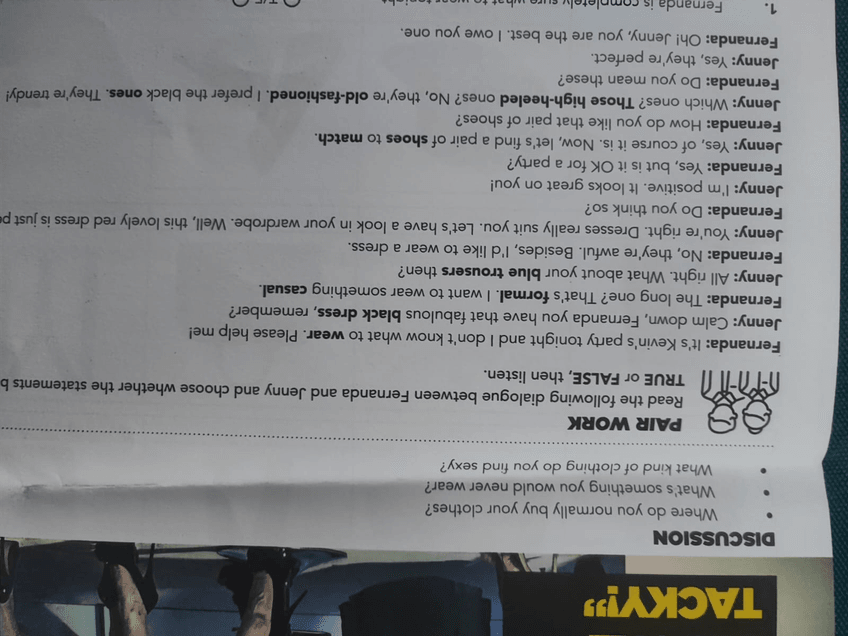 TACKY!”
DISCUSSION
• Where do you normally buy your clothes?
• What's something you would never wear?
• What kind of clothing do you find sexy?
PAIR WORK
Read the following dialogue between Fernanda and Jenny and choose whether the statements
TRUE or FALSE, then listen.
Fernanda: It's Kevin's party tonight and I don't know what to wear. Please help me!
Jenny: Calm down, Fernanda you have that fabulous black dress, remember?
Fernanda: The long one? That's formal. I want to wear something casual.
Jenny: All right. What about your blue trousers then?
Fernanda: No, they're awful. Besides, I'd like to wear a dress.
Jenny: You're right. Dresses really suit you. Let's have a look in your wardrobe. Well, this lovely red dress is just
Fernanda: Do you think so?
Jenny: I'm positive. It looks great on you!
Fernanda: Yes, but is it OK for a party?
Jenny: Yes, of course it is. Now, let's find a pair of shoes to match.
Fernanda: How do you like that pair of shoes?
Jenny: Which ones? Those high-heeled ones? No, they're old-fashioned. I prefer the black ones. They're trendy!
Fernanda: Do you mean these?
Jenny: Yes, they're perfect.
Fernanda: Oh! Jenny, you are the best. I owe you one.
1. Fernanda is completely sure what to wear tonight.